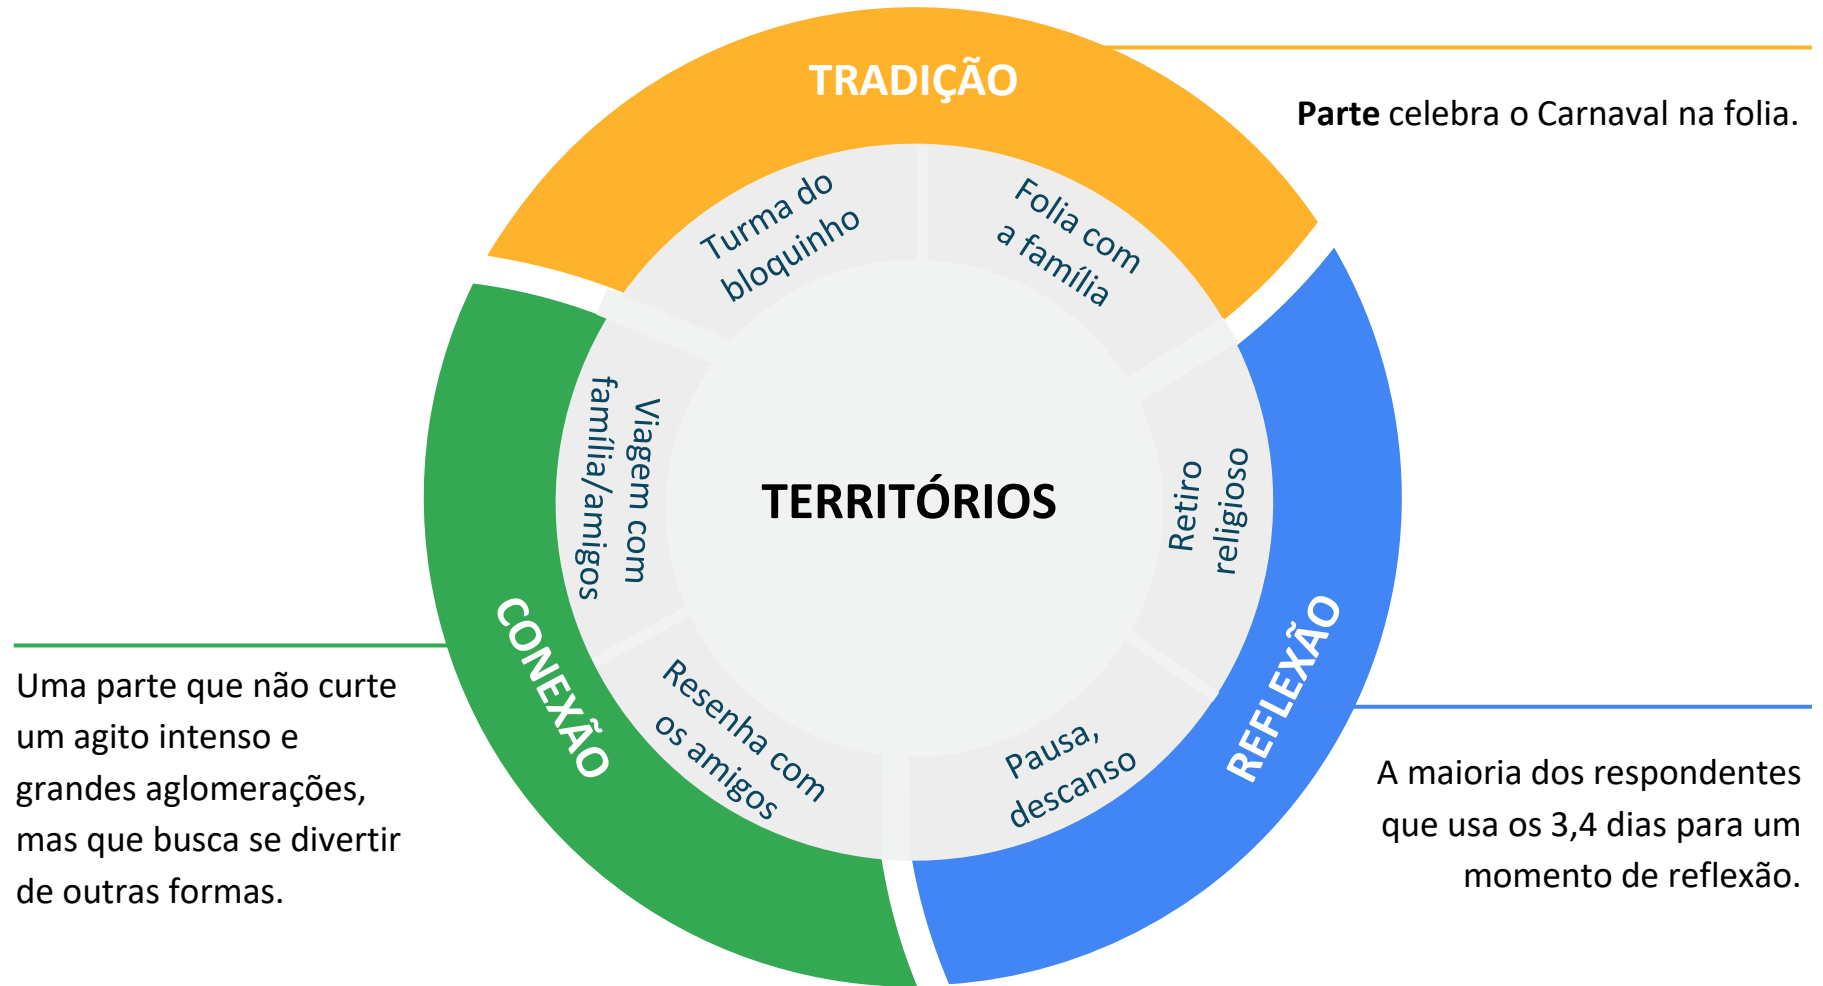 TRADIÇÃO
Parte celebra o Carnaval na folia.
Turma do
bloquinho
Folia com
a família
Viagem com
família/amigos
TERRITÓRIOS
Retiro
religioso
CONEXÃO
REFLEXÃO
Resenha com
os amigos
Pausa,
descanso
Uma parte que não curte
um agito intenso e
grandes aglomerações,
mas que busca se divertir
de outras formas.
A maioria dos respondentes
que usa os 3,4 dias para um
momento de reflexão.